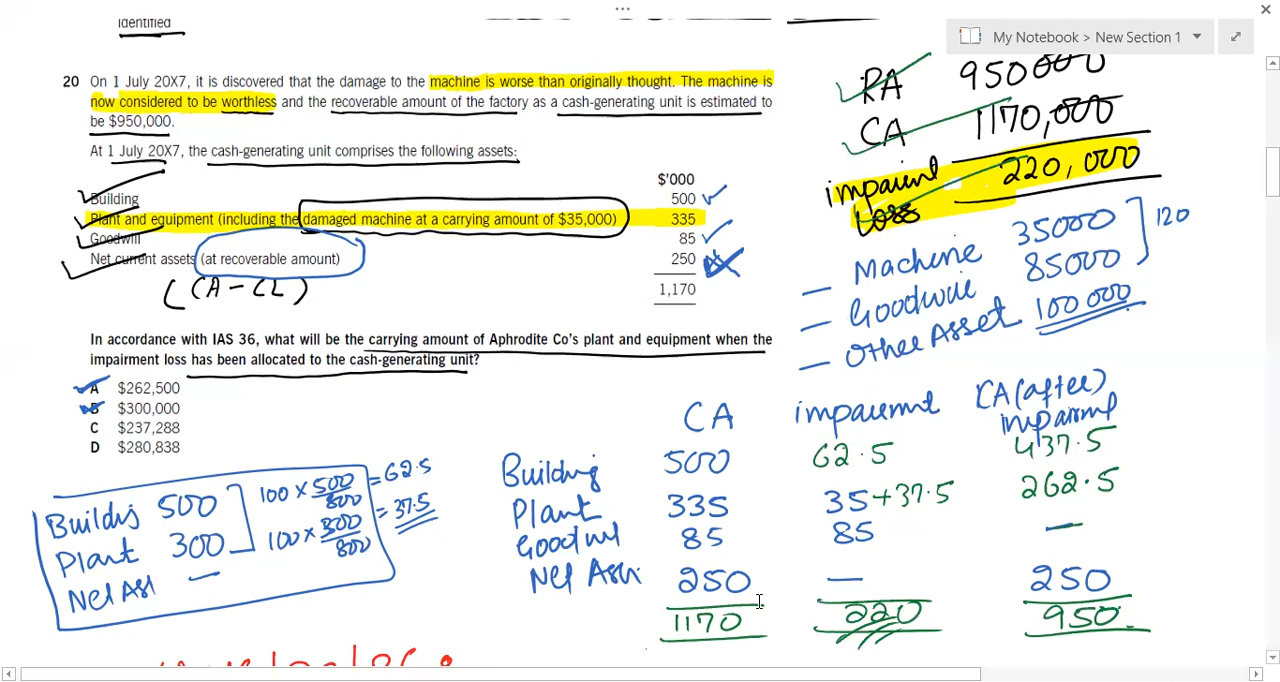 identified
My Notebook > New Section 1
20 On 1 July 20X7, it is discovered that the damage to the machine is worse than originally thought. The machine is
now considered to be worthless and the recoverable amount of the factory as a cash-generating unit is estimated to
be $950,000.
At 1 July 20X7, the cash-generating unit comprises the following assets:
$'000
Building 500
Plant and equipment (including the damaged machine at a carrying amount of $35,000) 335
Goodwill 85
Net current assets (at recoverable amount) 250
1,170
(CA-CL)
In accordance with IAS 36, what will be the carrying amount of Aphrodite Co's plant and equipment when the
impairment loss has been allocated to the cash-generating unit?
A $262,500
B $300,000
C $237,288
D $280,838
RA 950000
CA 1170,000
impairment 220,000
Loss
— Machine 35000
— Goodwill 85000
120
— Other Asset 100000
CA impairment CA (after)
impairment
Building 500 62.5 437.5
Plant 335 35+37.5 262.5
Goodwill 85 85 —
Net Asset 250 — 250
1170 220 950
Building 500 100 x 500/800 = 62.5
Plant 300 100 x 300/800 = 37.5
Net Asst —